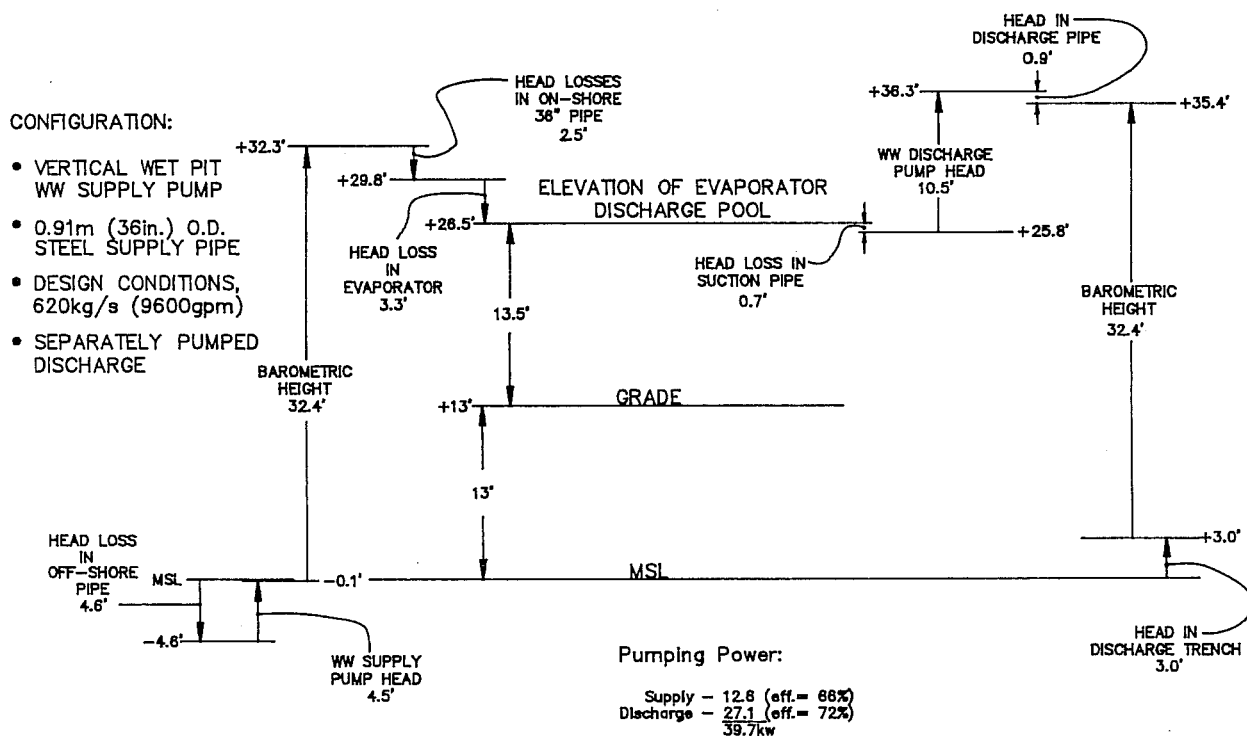 HEAD IN
DISCHARGE PIPE
0.9'
HEAD LOSSES
IN ON-SHORE
36" PIPE
2.5'
+36.3'
+35.4'
CONFIGURATION:
• VERTICAL WET PIT
WW SUPPLY PUMP
• 0.91m (36in.) O.D.
STEEL SUPPLY PIPE
• DESIGN CONDITIONS,
620kg/s (9600gpm)
• SEPARATELY PUMPED
DISCHARGE
+32.3'
+29.8'
+26.5'
ELEVATION OF EVAPORATOR
DISCHARGE POOL
WW DISCHARGE
PUMP HEAD
10.5'
+25.8'
HEAD LOSS
IN
EVAPORATOR
3.3'
HEAD LOSS IN
SUCTION PIPE
0.7'
13.5'
BAROMETRIC
HEIGHT
32.4'
BAROMETRIC
HEIGHT
32.4'
+13'
GRADE
13'
HEAD LOSS
IN
OFF-SHORE
PIPE
4.6'
MSL
-0.1'
MSL
+3.0'
-4.6'
WW SUPPLY
PUMP HEAD
4.5'
HEAD IN
DISCHARGE TRENCH
3.0'
Pumping Power:
Supply - 12.6 (eff.= 66%)
Discharge - 27.1 (eff.= 72%)
39.7kw